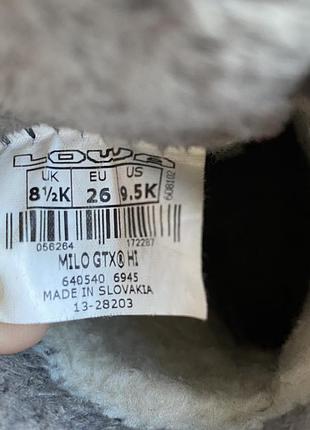 LOWA
UK EU US
8½K 26 9.5K
056264 172287
MILO GTX® HI
640540 6945
MADE IN SLOVAKIA
13-28203